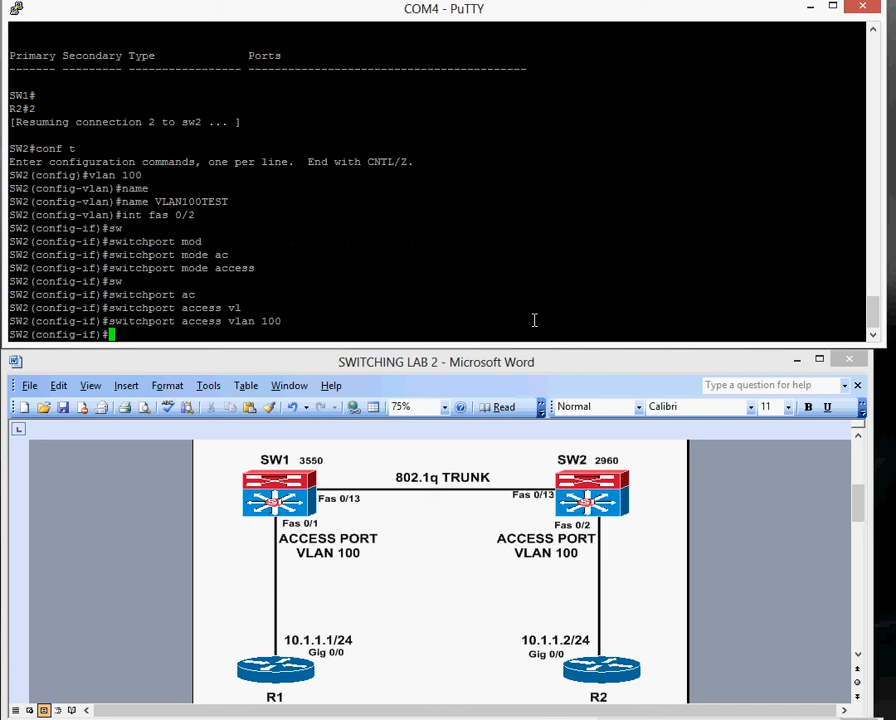 COM4 - PuTTY
Primary Secondary Type              Ports
------- --------- ----------------- ------------------------------------------
SW1#
R2#2
[Resuming connection 2 to sw2 ... ]
SW2#conf t
Enter configuration commands, one per line.  End with CNTL/Z.
SW2(config)#vlan 100
SW2(config-vlan)#name
SW2(config-vlan)#name VLAN100TEST
SW2(config-vlan)#int fas 0/2
SW2(config-if)#sw
SW2(config-if)#switchport mod
SW2(config-if)#switchport mode ac
SW2(config-if)#switchport mode access
SW2(config-if)#sw
SW2(config-if)#switchport ac
SW2(config-if)#switchport access vl
SW2(config-if)#switchport access vlan 100
SW2(config-if)#
SWITCHING LAB 2 - Microsoft Word
File Edit View Insert Format Tools Table Window Help Type a question for help
75% Read Normal Calibri 11 B U
SW1 3550
SW2 2960
802.1q TRUNK
Fas 0/13
Fas 0/13
Fas 0/1
Fas 0/2
ACCESS PORT
VLAN 100
ACCESS PORT
VLAN 100
10.1.1.1/24
Gig 0/0
10.1.1.2/24
Gig 0/0
R1
R2